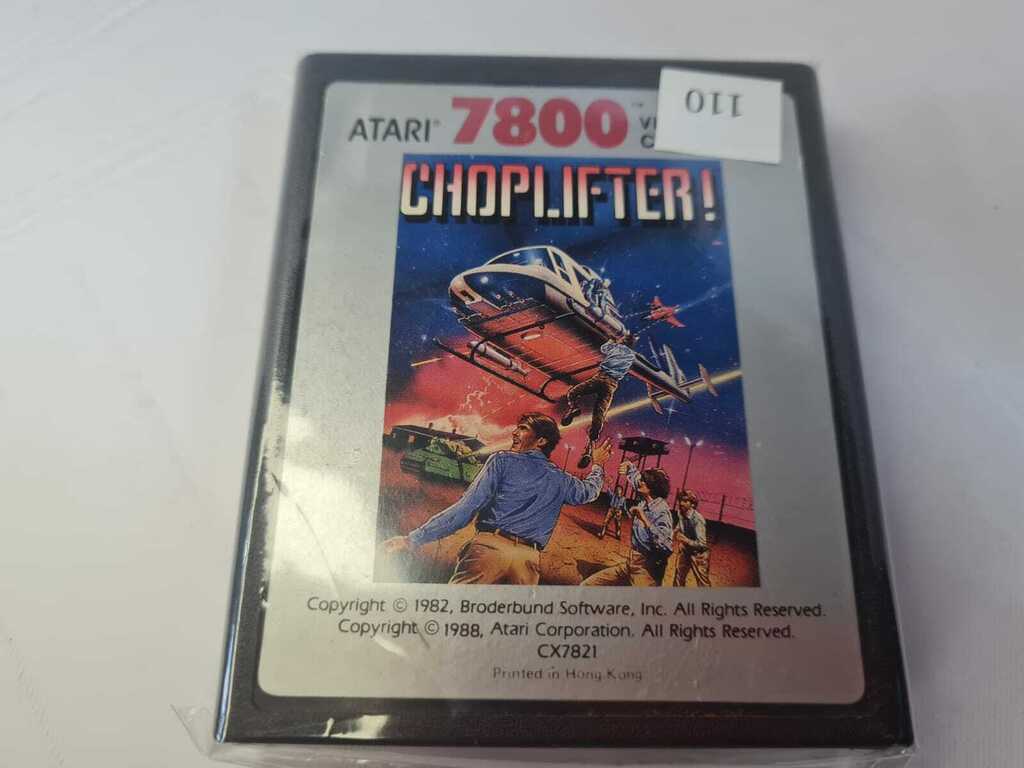 ATARI® 7800™
110
CHOPLIFTER!
Copyright © 1982, Broderbund Software, Inc. All Rights Reserved.
Copyright © 1988, Atari Corporation. All Rights Reserved.
CX7821
Printed in Hong Kong